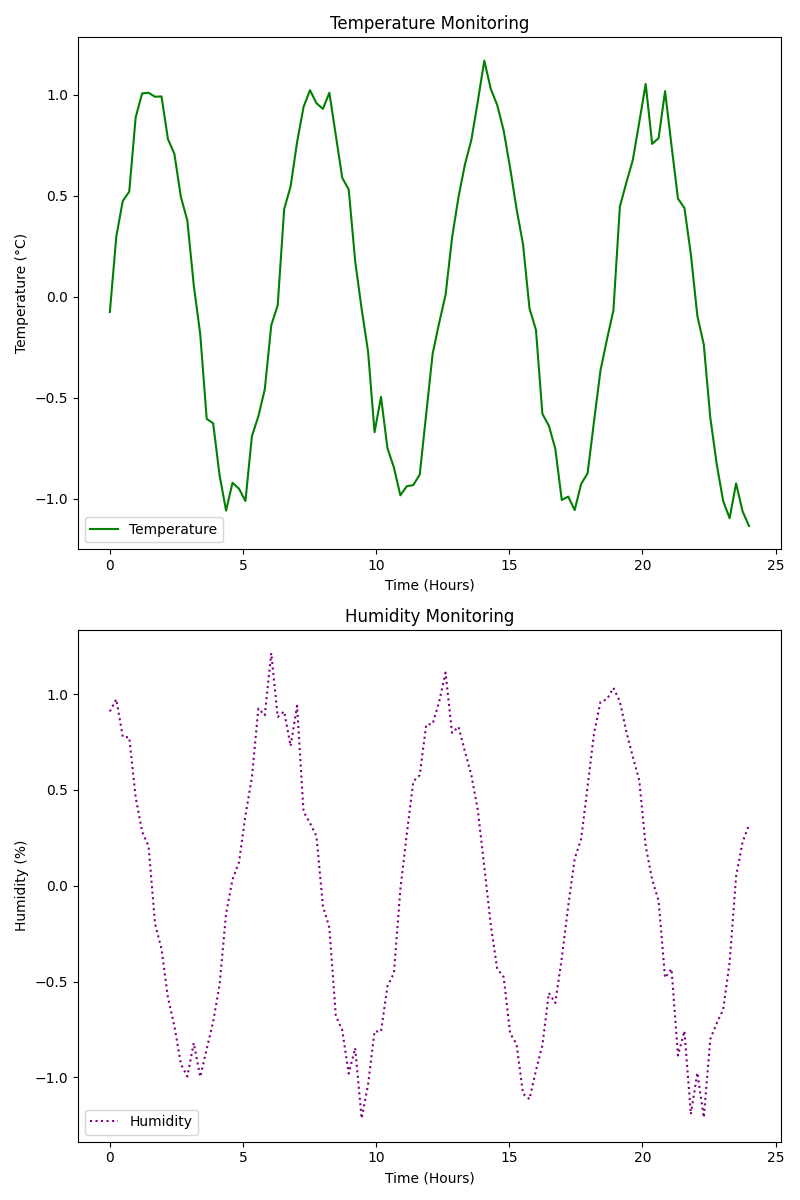 Temperature Monitoring
Temperature (°C)
1.0
0.5
0.0
−0.5
−1.0
Temperature
0 5 10 15 20 25
Time (Hours)
Humidity Monitoring
Humidity (%)
1.0
0.5
0.0
−0.5
−1.0
Humidity
0 5 10 15 20 25
Time (Hours)